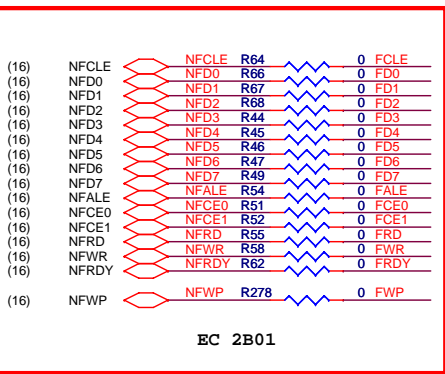 (16) NFCLE NFCLE R64 0 FCLE
(16) NFD0 NFD0 R66 0 FD0
(16) NFD1 NFD1 R67 0 FD1
(16) NFD2 NFD2 R68 0 FD2
(16) NFD3 NFD3 R44 0 FD3
(16) NFD4 NFD4 R45 0 FD4
(16) NFD5 NFD5 R46 0 FD5
(16) NFD6 NFD6 R47 0 FD6
(16) NFD7 NFD7 R49 0 FD7
(16) NFALE NFALE R54 0 FALE
(16) NFCE0 NFCE0 R51 0 FCE0
(16) NFCE1 NFCE1 R52 0 FCE1
(16) NFRD NFRD R55 0 FRD
(16) NFWR NFWR R58 0 FWR
(16) NFRDY NFRDY R62 0 FRDY
(16) NFWP NFWP R278 0 FWP
EC 2B01